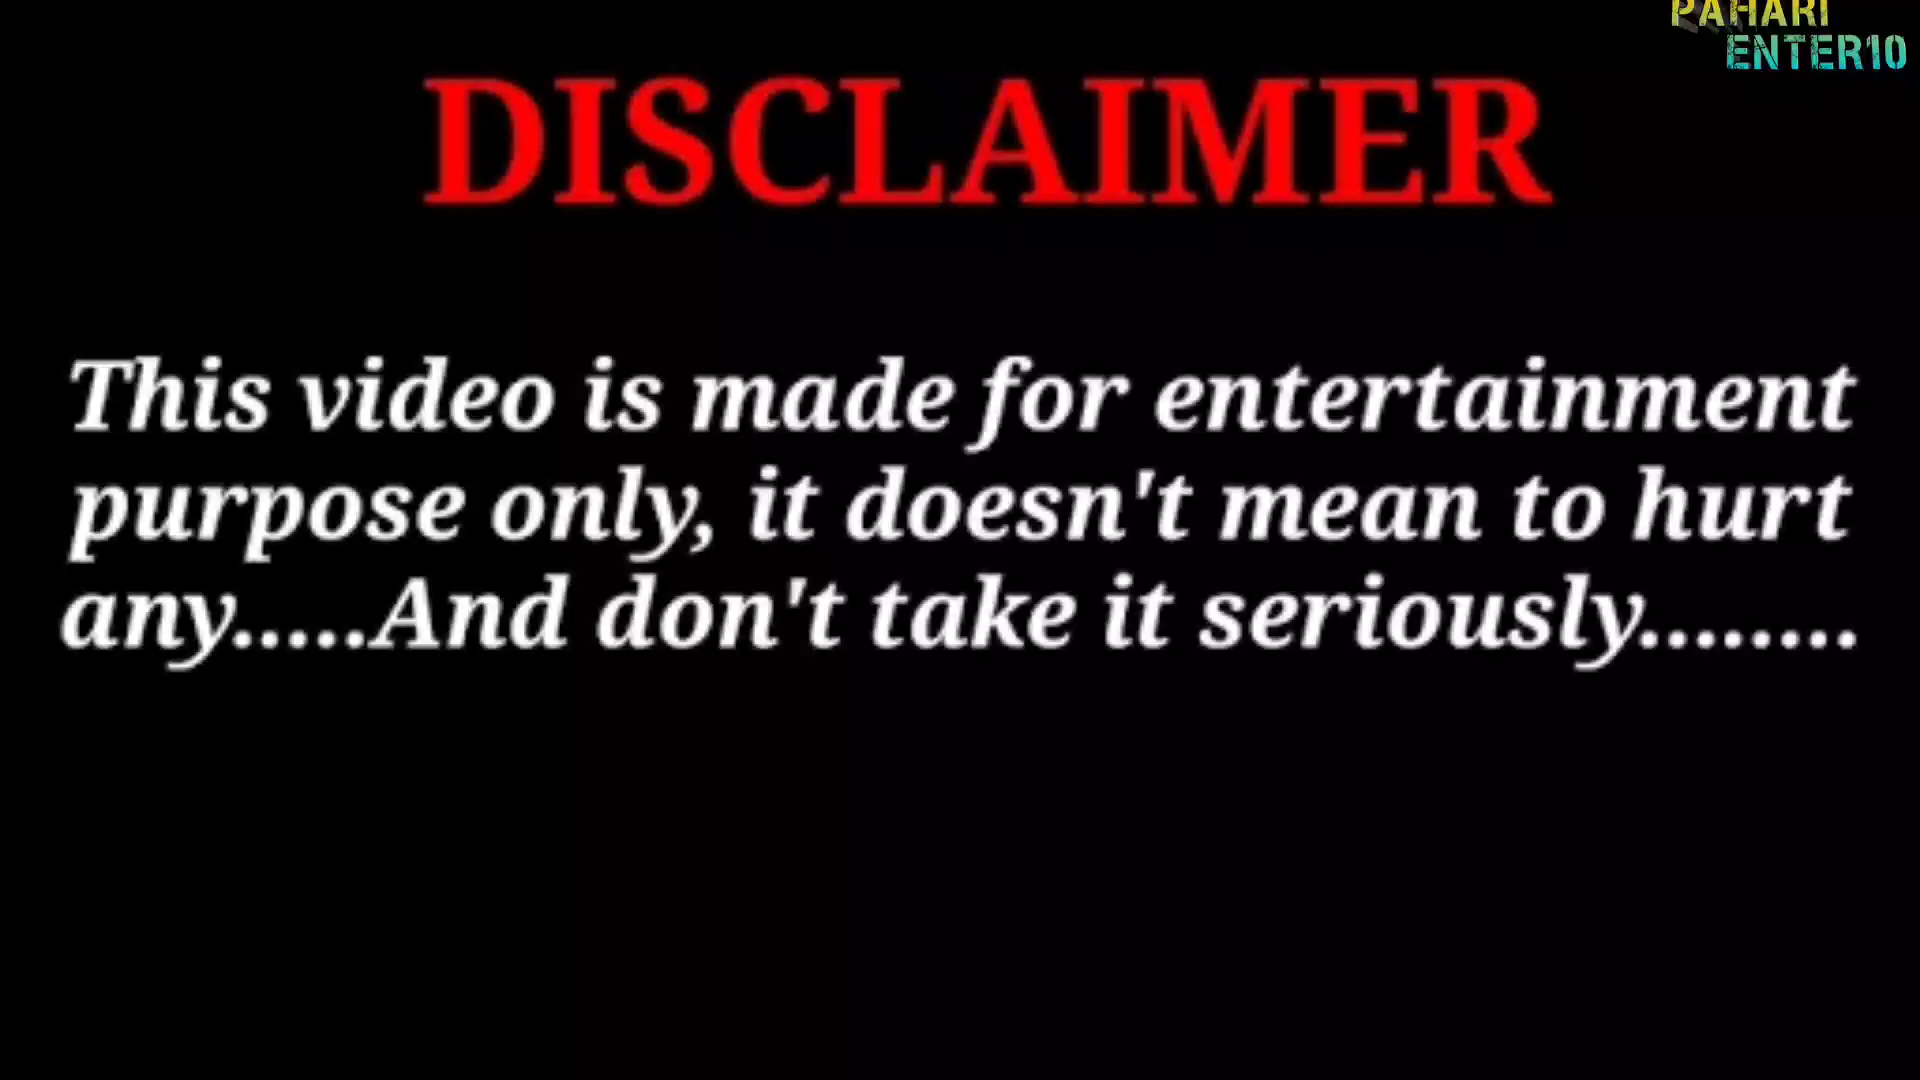 PAHARI
ENTER10
DISCLAIMER
This video is made for entertainment
purpose only, it doesn't mean to hurt
any.....And don't take it seriously........